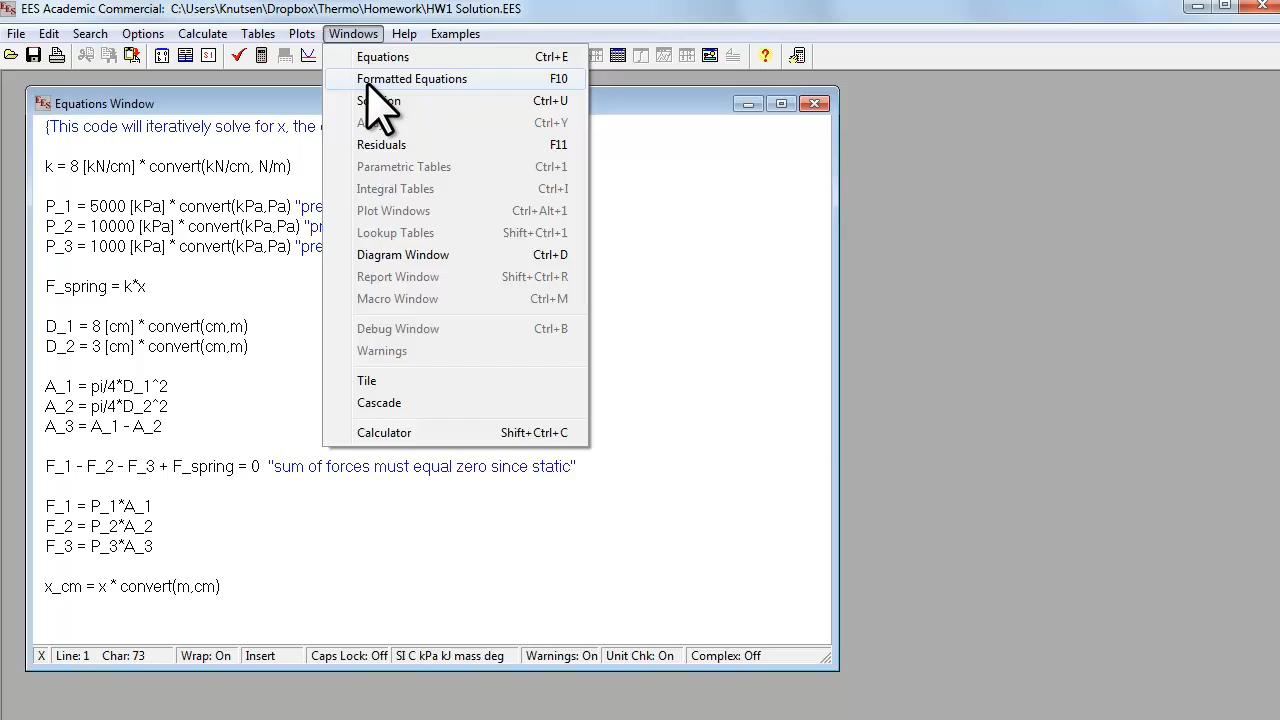 EES Academic Commercial: C:\Users\Knutsen\Dropbox\Thermo\Homework\HW1 Solution.EES
File Edit Search Options Calculate Tables Plots Windows Help Examples
Equations Ctrl+E
Formatted Equations F10
Ctrl+U
Ctrl+Y
Residuals F11
Parametric Tables Ctrl+1
Integral Tables Ctrl+I
Plot Windows Ctrl+Alt+1
Lookup Tables Shift+Ctrl+1
Diagram Window Ctrl+D
Report Window Shift+Ctrl+R
Macro Window Ctrl+M
Debug Window Ctrl+B
Warnings
Tile
Cascade
Calculator Shift+Ctrl+C
Equations Window
{This code will iteratively solve for x, the
k = 8 [kN/cm] * convert(kN/cm, N/m)
P_1 = 5000 [kPa] * convert(kPa,Pa) "pre
P_2 = 10000 [kPa] * convert(kPa,Pa) "p
P_3 = 1000 [kPa] * convert(kPa,Pa) "pre
F_spring = k*x
D_1 = 8 [cm] * convert(cm,m)
D_2 = 3 [cm] * convert(cm,m)
A_1 = pi/4*D_1^2
A_2 = pi/4*D_2^2
A_3 = A_1 - A_2
F_1 - F_2 - F_3 + F_spring = 0 "sum of forces must equal zero since static"
F_1 = P_1*A_1
F_2 = P_2*A_2
F_3 = P_3*A_3
x_cm = x * convert(m,cm)
X Line: 1 Char: 73 Wrap: On Insert Caps Lock: Off SI C kPa kJ mass deg Warnings: On Unit Chk: On Complex: Off